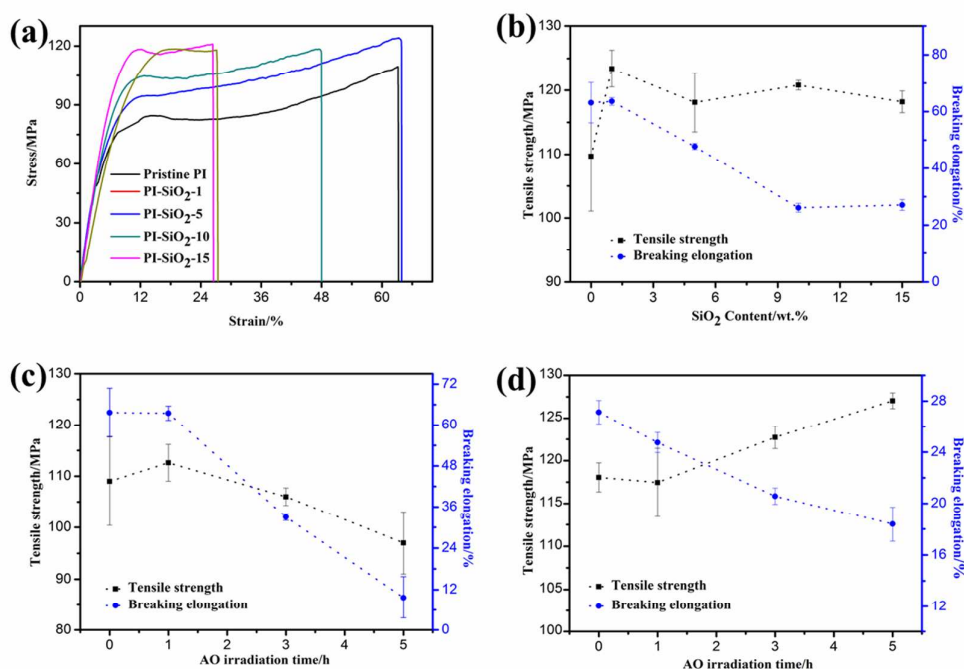 (a)
150
120
90
60
30
0
Stress/MPa
Pristine PI
PI-SiO2-1
PI-SiO2-5
PI-SiO2-10
PI-SiO2-15
0 12 24 36 48 60
Strain/%
(b)
130
120
110
100
90
Tensile strength/MPa
Tensile strength
Breaking elongation
80
60
40
20
0
Breaking elongation/%
0 3 6 9 12 15
SiO2 Content/wt.%
(c)
130
120
110
100
90
80
Tensile strength/MPa
Tensile strength
Breaking elongation
72
60
48
36
24
12
0
Breaking elongation/%
0 1 2 3 4 5
AO irradiation time/h
(d)
130
125
120
115
110
105
100
Tensile strength/MPa
Tensile strength
Breaking elongation
28
24
20
16
12
Breaking elongation/%
0 1 2 3 4 5
AO irradiation time/h